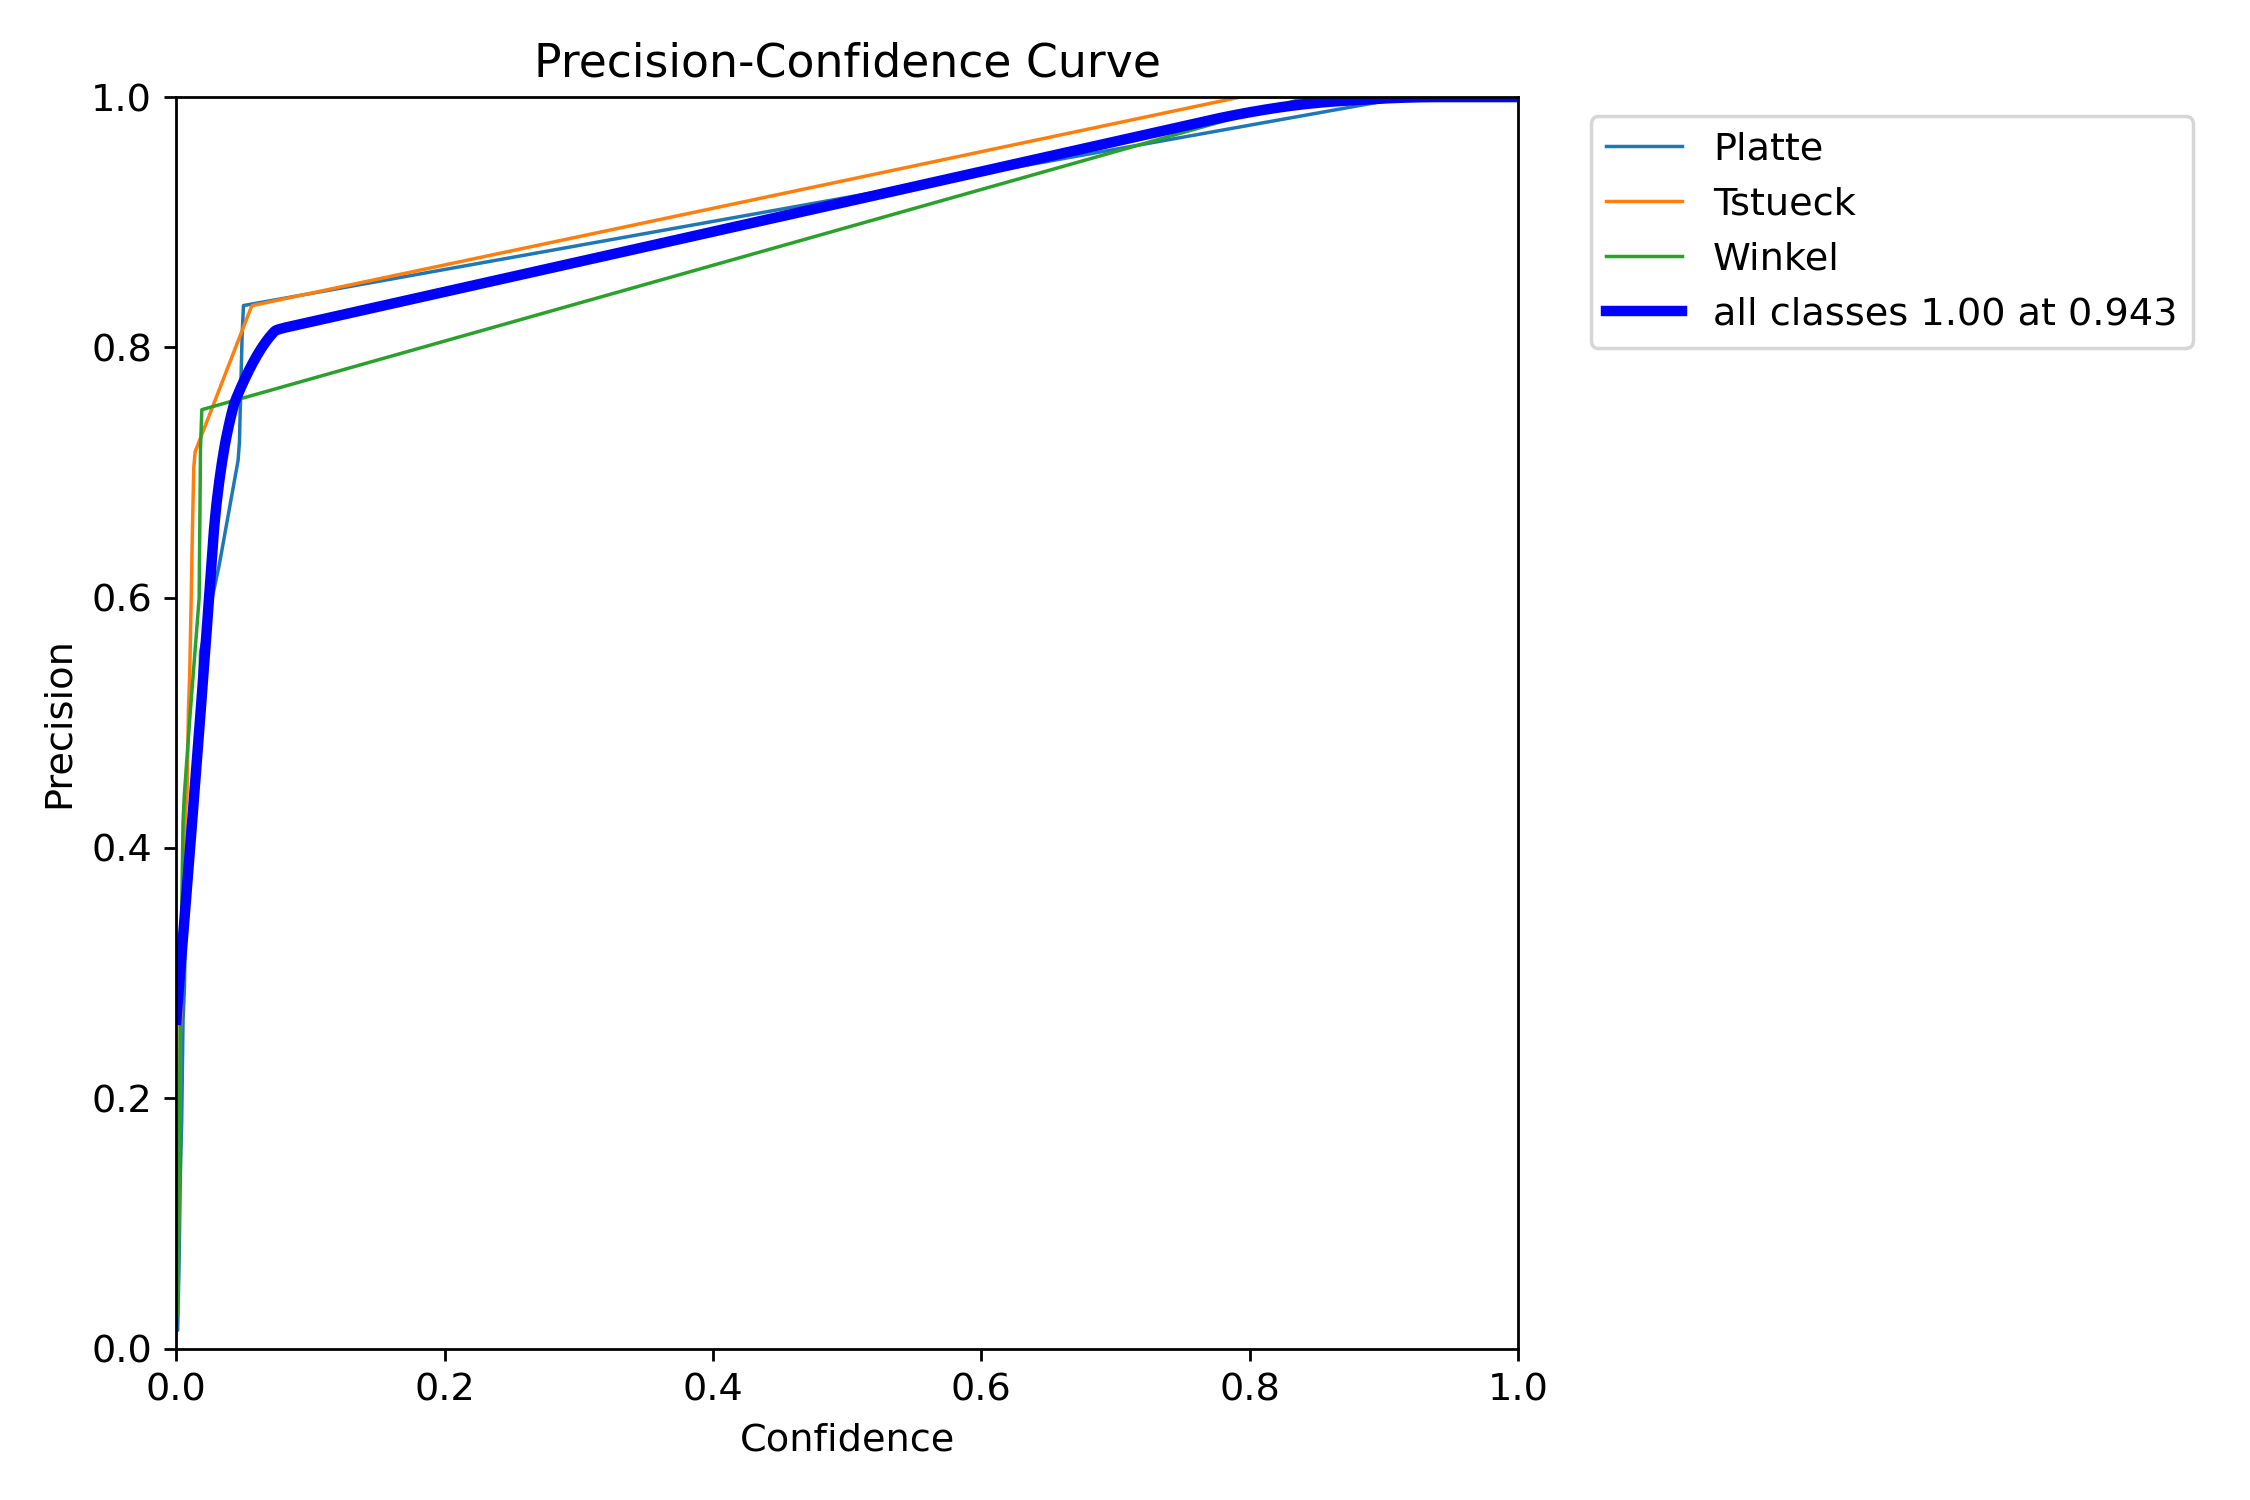 Precision-Confidence Curve
1.0
0.8
0.6
0.4
0.2
0.0
Precision
0.0 0.2 0.4 0.6 0.8 1.0
Confidence
Platte
Tstueck
Winkel
all classes 1.00 at 0.943